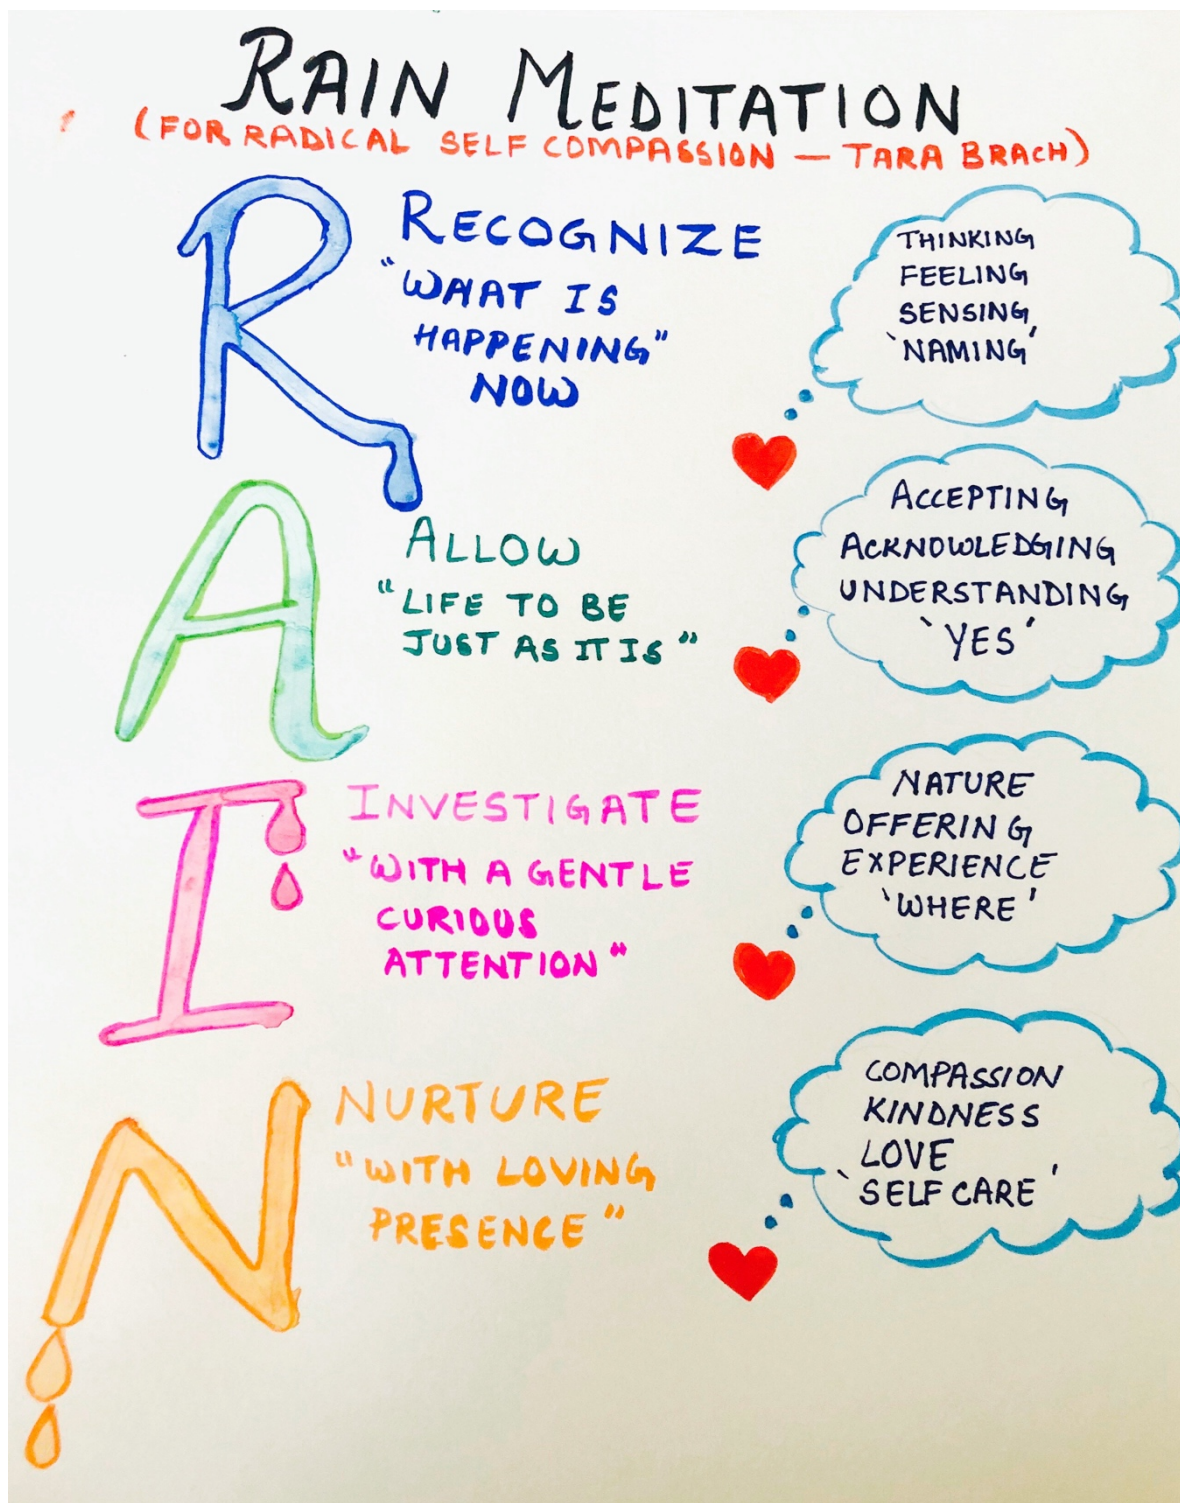 RAIN MEDITATION
(FOR RADICAL SELF COMPASSION — TARA BRACH)
R
RECOGNIZE
"WHAT IS
HAPPENING"
NOW
THINKING
FEELING
SENSING
'NAMING'
A
ALLOW
"LIFE TO BE
JUST AS IT IS"
ACCEPTING
ACKNOWLEDGING
UNDERSTANDING
'YES'
I
INVESTIGATE
"WITH A GENTLE
CURIOUS
ATTENTION"
NATURE
OFFERING
EXPERIENCE
'WHERE'
N
NURTURE
"WITH LOVING
PRESENCE"
COMPASSION
KINDNESS
LOVE
'SELF CARE'